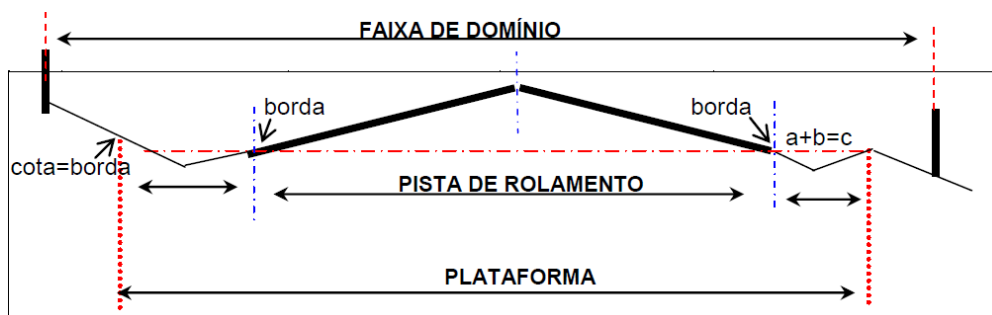 FAIXA DE DOMÍNIO
borda
borda
a+b=c
cota=borda
PISTA DE ROLAMENTO
PLATAFORMA